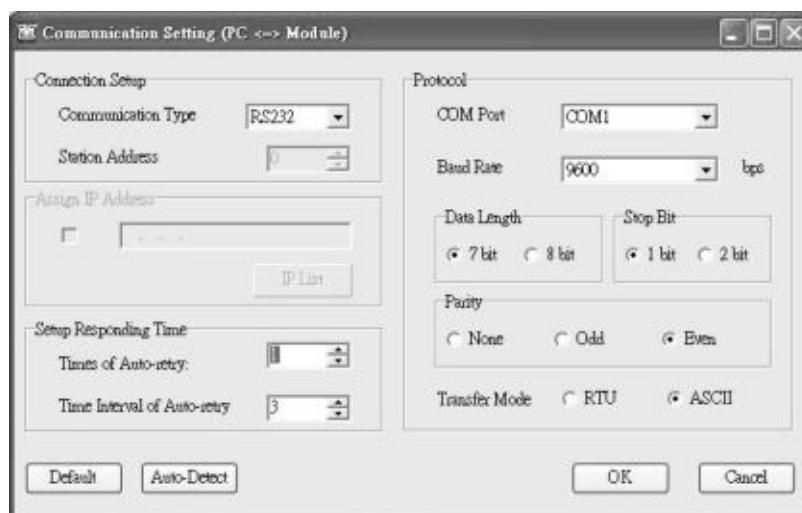 Communication Setting (PC <=> Module)
Connection Setup
Communication Type RS232
Station Address 0
Assign IP Address
. . .
IP List
Setup Responding Time
Times of Auto-retry: 1
Time Interval of Auto-retry 3
Default Auto-Detect
Protocol
COM Port COM1
Baud Rate 9600 bps
Data Length
7 bit 8 bit
Stop Bit
1 bit 2 bit
Parity
None Odd Even
Transfer Mode RTU ASCII
OK Cancel